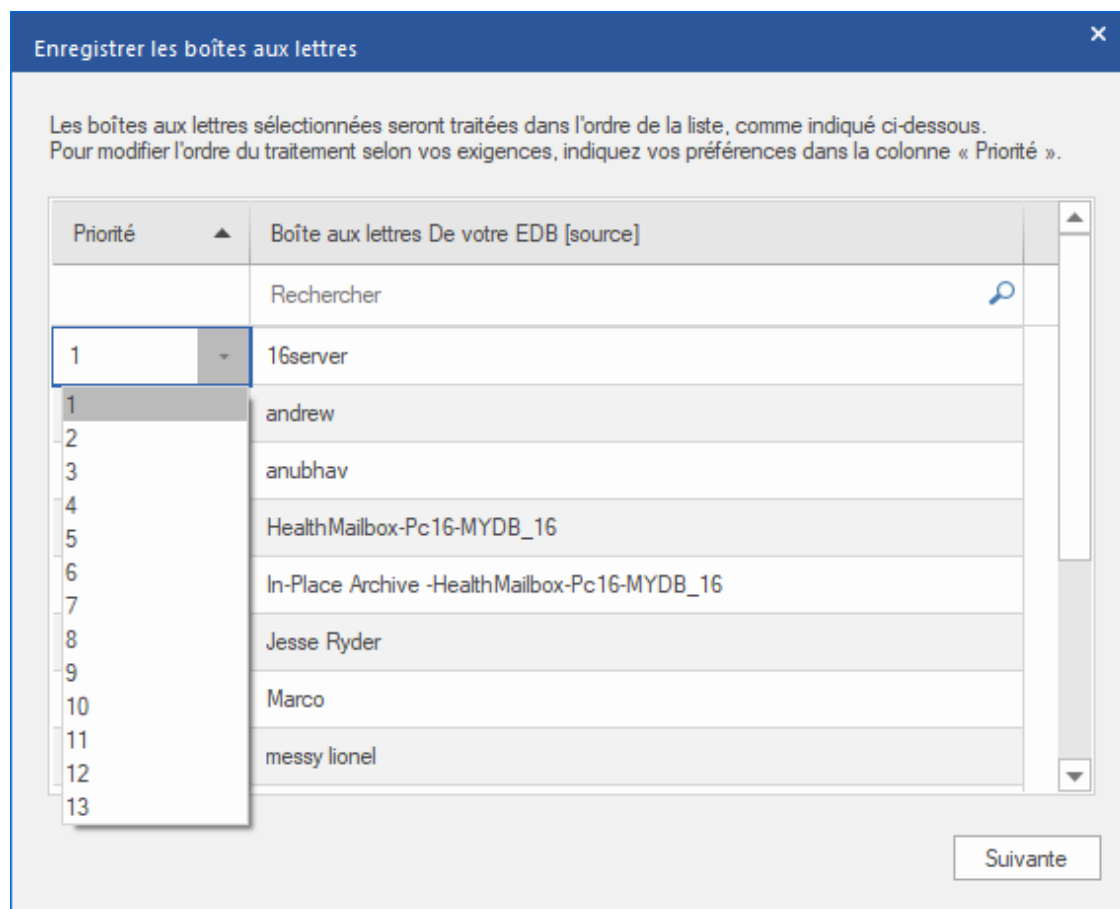 Enregistrer les boîtes aux lettres
Les boîtes aux lettres sélectionnées seront traitées dans l'ordre de la liste, comme indiqué ci-dessous.
Pour modifier l'ordre du traitement selon vos exigences, indiquez vos préférences dans la colonne « Priorité ».
Priorité Boîte aux lettres De votre EDB [source]
Rechercher
1 16server
1
andrew
2
3
anubhav
4
5
HealthMailbox-Pc16-MYDB_16
6
In-Place Archive -HealthMailbox-Pc16-MYDB_16
7
8
Jesse Ryder
9
10
Marco
11
12
messy lionel
13
Suivante